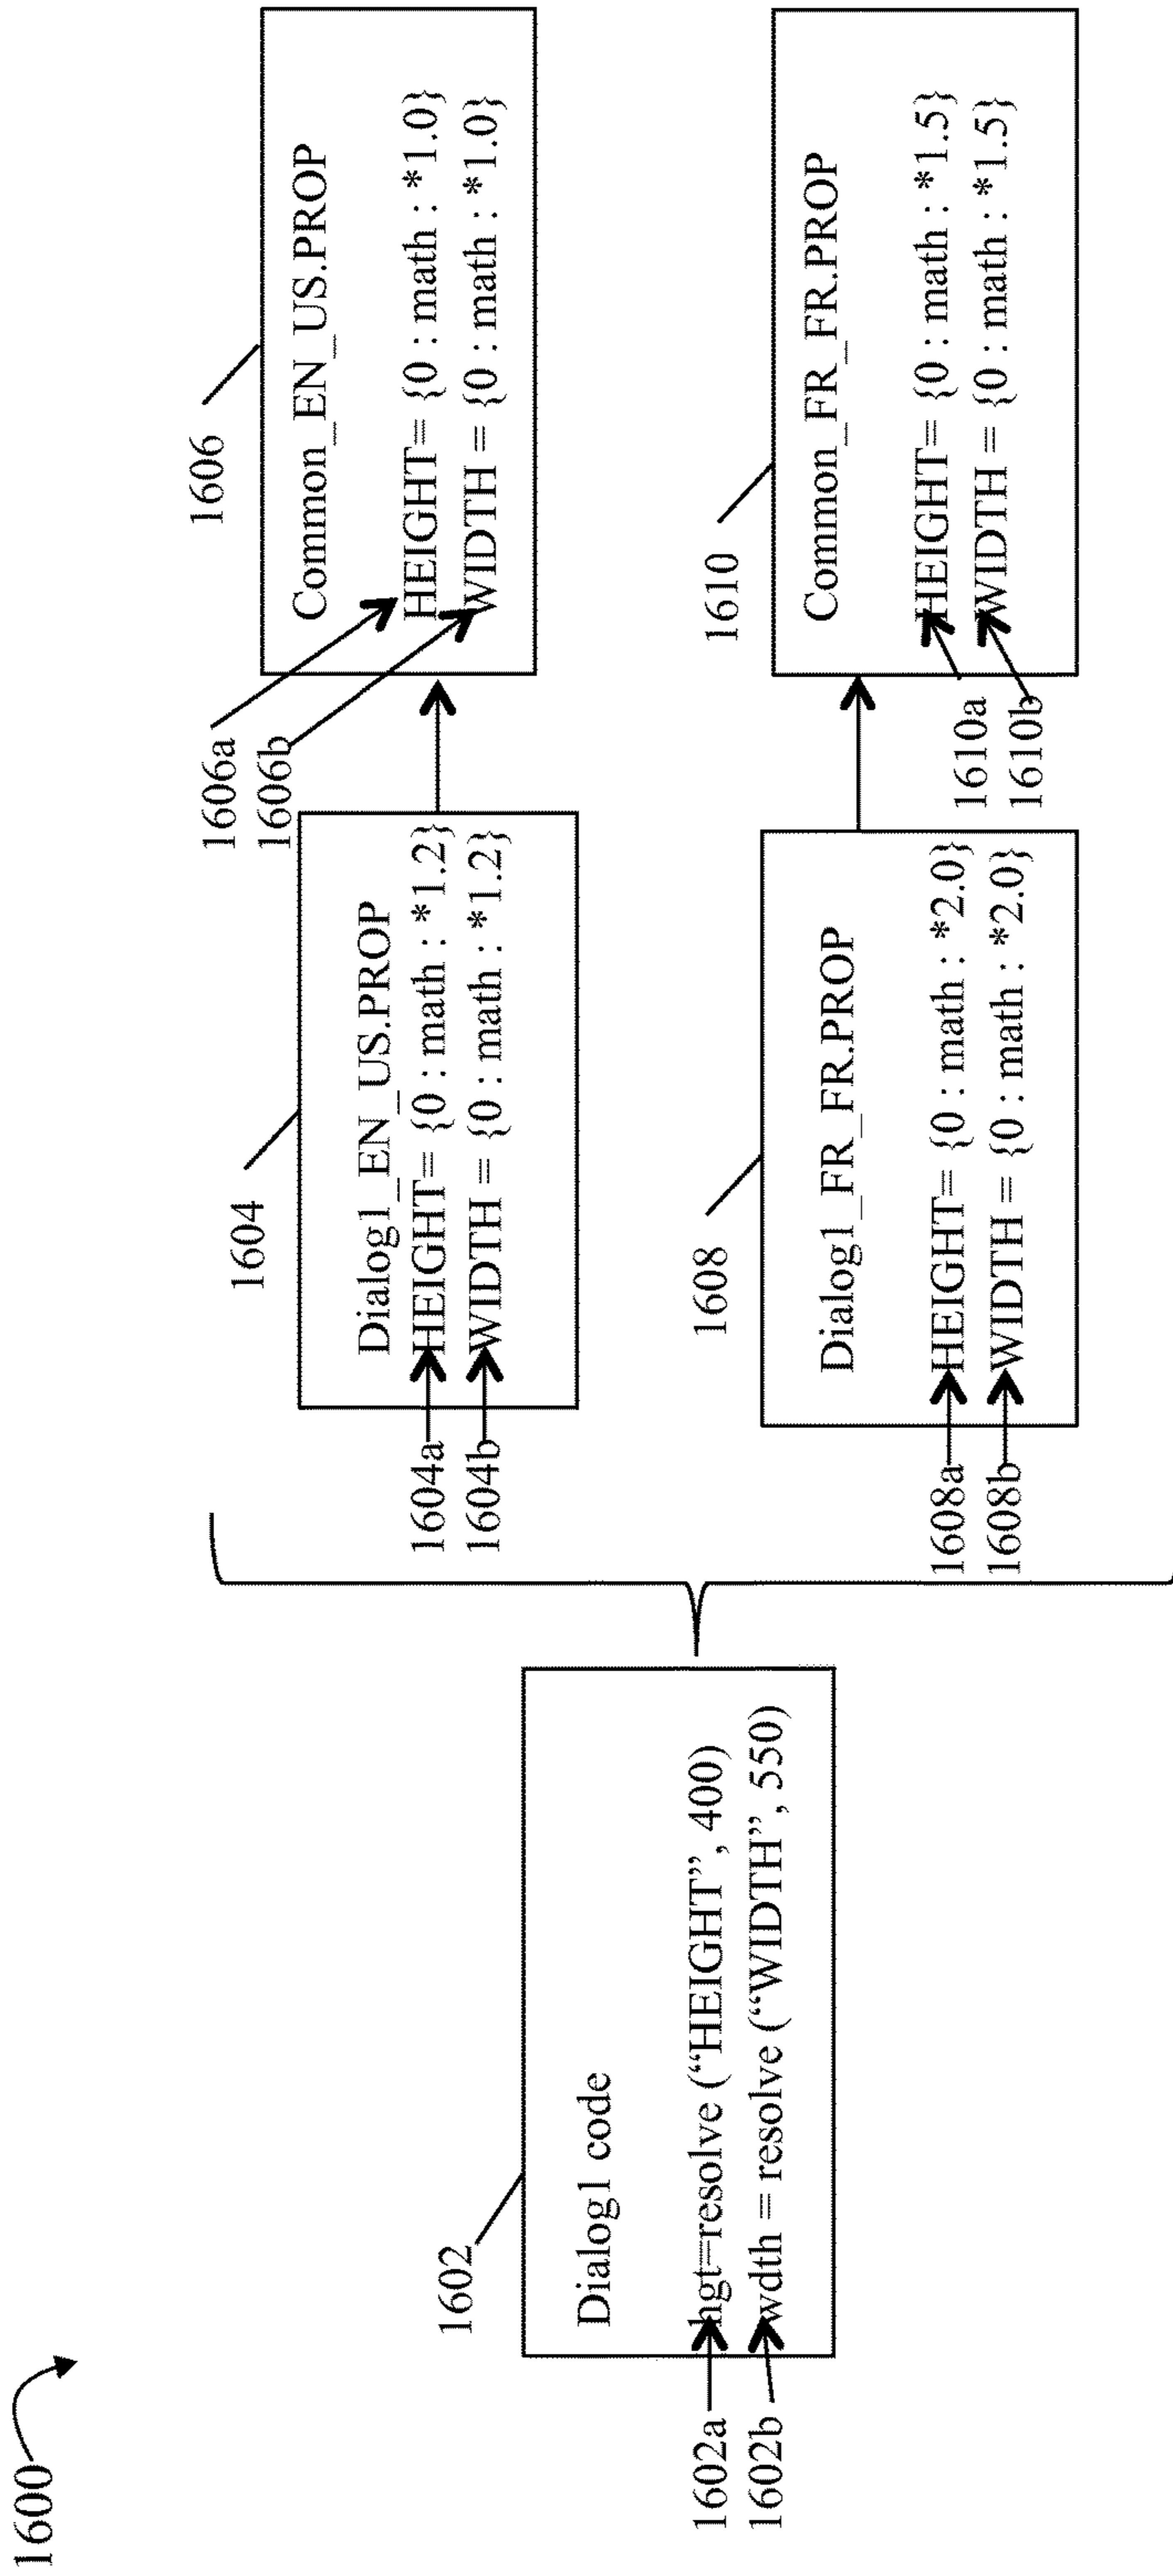 1600
1602
Dialog1 code
1602a
hgt=resolve (“HEIGHT”, 400)
1602b
wdth = resolve (“WIDTH”, 550)
1604
Dialog1_EN_US.PROP
1604a
HEIGHT= {0 : math : *1.2}
1604b
WIDTH = {0 : math : *1.2}
1606
Common_EN_US.PROP
1606a
HEIGHT= {0 : math : *1.0}
1606b
WIDTH = {0 : math : *1.0}
1608
Dialog1_FR_FR.PROP
1608a
HEIGHT= {0 : math : *2.0}
1608b
WIDTH = {0 : math : *2.0}
1610
Common_FR_FR.PROP
1610a
HEIGHT= {0 : math : *1.5}
1610b
WIDTH = {0 : math : *1.5}